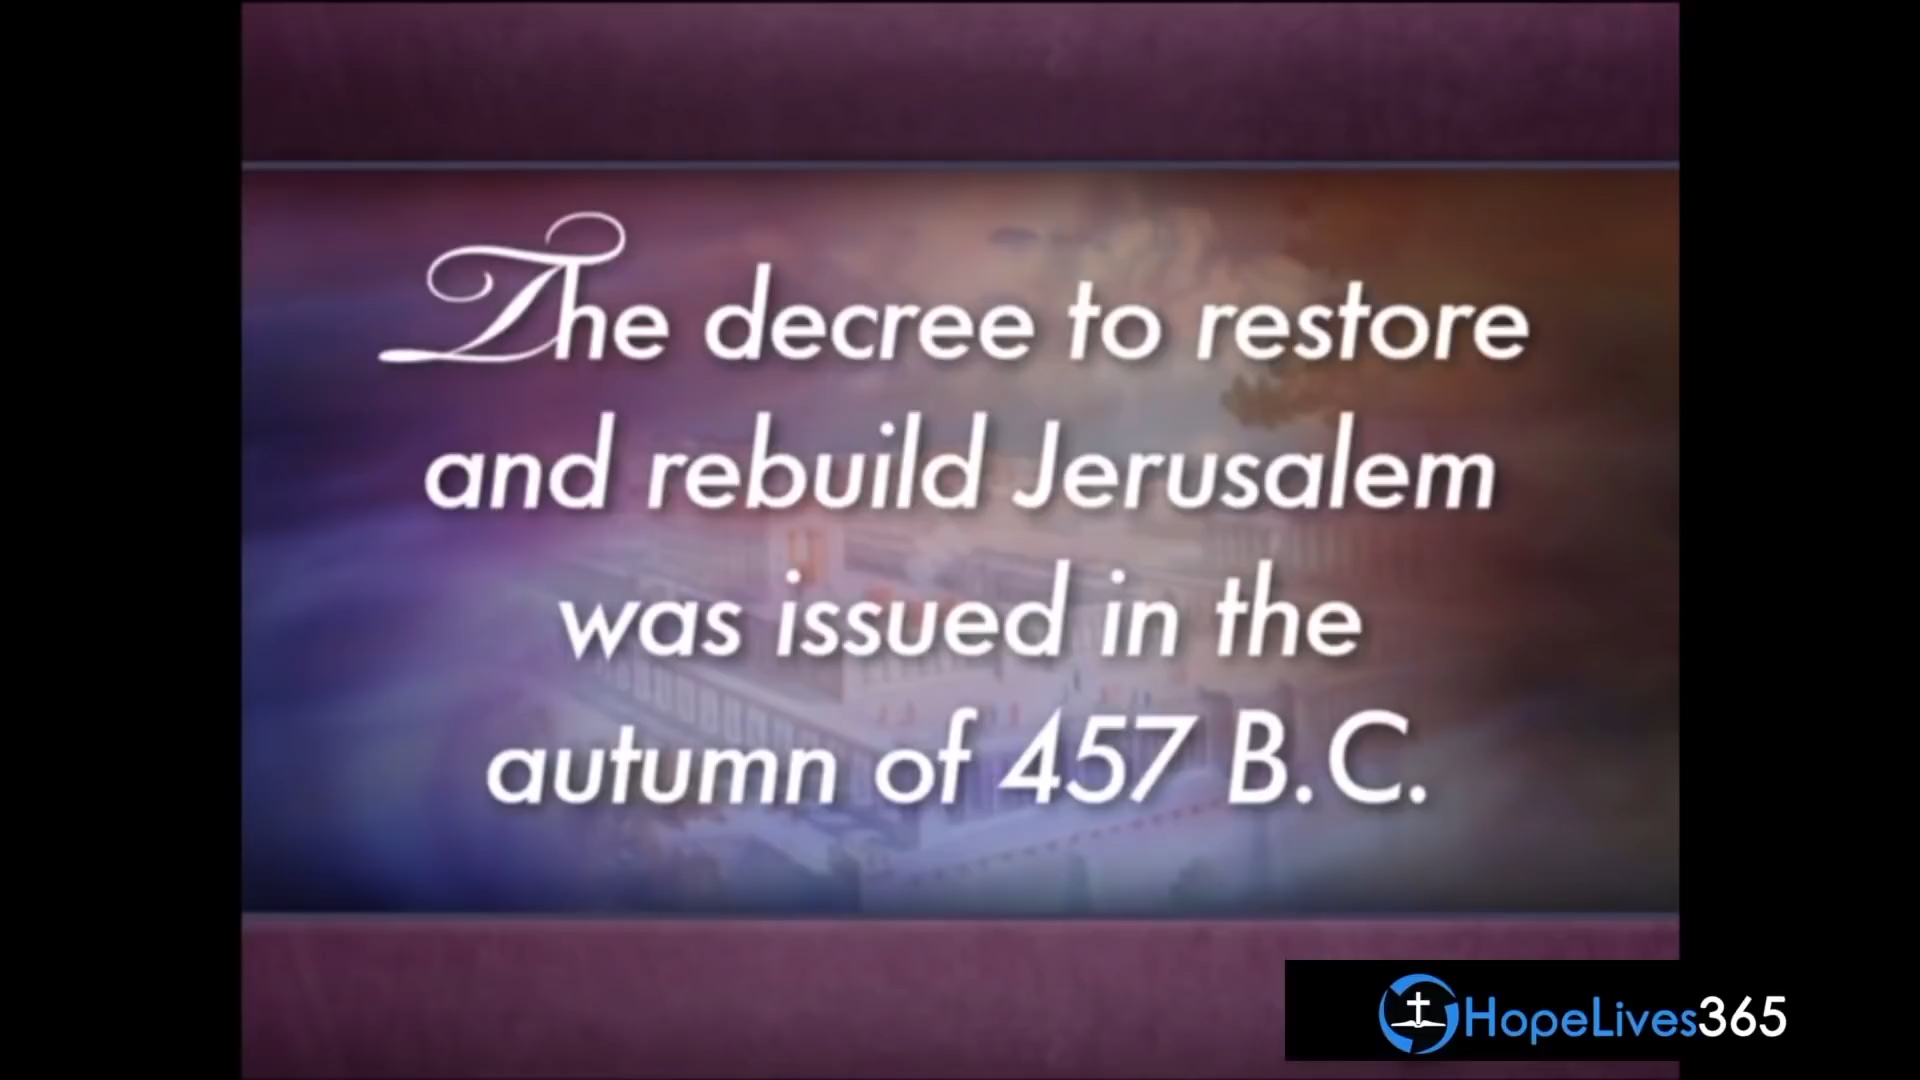 The decree to restore
and rebuild Jerusalem
was issued in the
autumn of 457 B.C.
HopeLives365